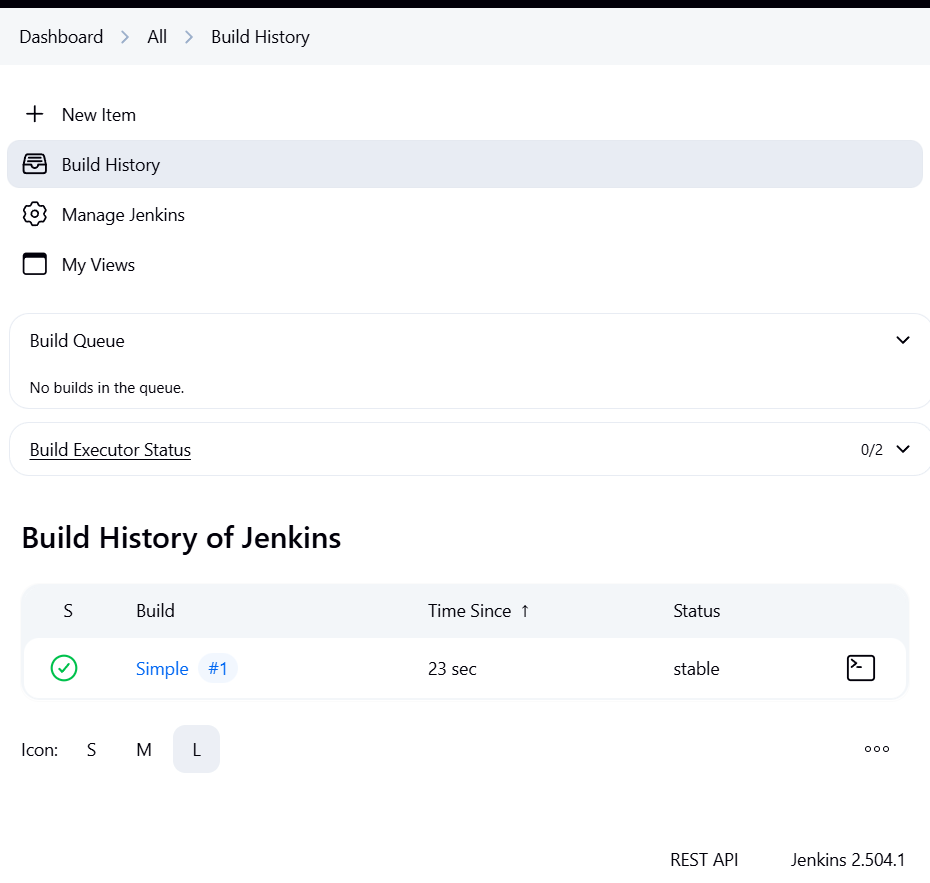 Dashboard > All > Build History
New Item
Build History
Manage Jenkins
My Views
Build Queue
No builds in the queue.
Build Executor Status 0/2
Build History of Jenkins
S Build Time Since ↑ Status
Simple #1 23 sec stable
Icon: S M L
REST API Jenkins 2.504.1